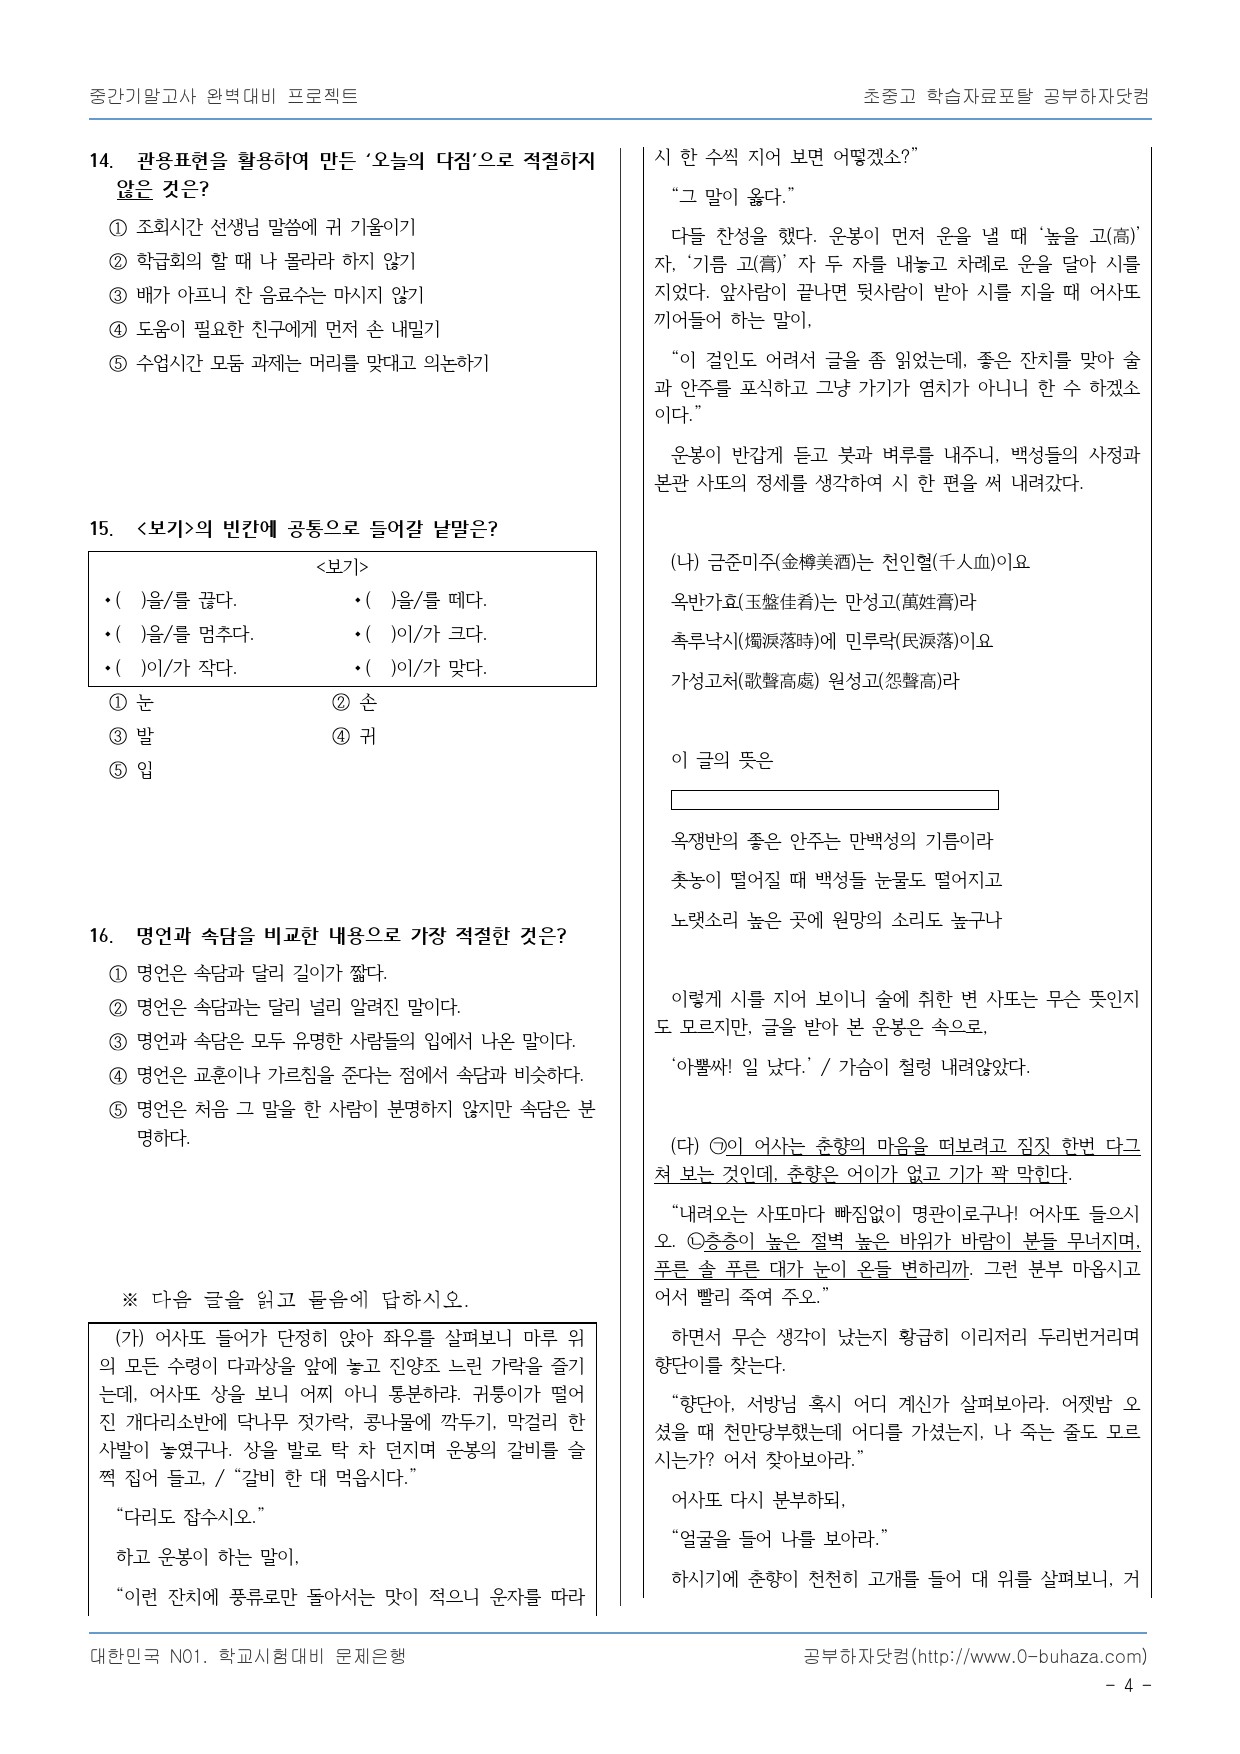 중간기말고사 완벽대비 프로젝트
초중고 학습자료포탈 공부하자닷컴
14. 관용표현을 활용하여 만든 ‘오늘의 다짐’으로 적절하지
않은 것은?
① 조회시간 선생님 말씀에 귀 기울이기
② 학급회의 할 때 나 몰라라 하지 않기
③ 배가 아프니 찬 음료수는 마시지 않기
④ 도움이 필요한 친구에게 먼저 손 내밀기
⑤ 수업시간 모둠 과제는 머리를 맞대고 의논하기
15. <보기>의 빈칸에 공통으로 들어갈 낱말은?
<보기>
•( )을/를 끊다. •( )을/를 떼다.
•( )을/를 멈추다. •( )이/가 크다.
•( )이/가 작다. •( )이/가 맞다.
① 눈 ② 손
③ 발 ④ 귀
⑤ 입
16. 명언과 속담을 비교한 내용으로 가장 적절한 것은?
① 명언은 속담과 달리 길이가 짧다.
② 명언은 속담과는 달리 널리 알려진 말이다.
③ 명언과 속담은 모두 유명한 사람들의 입에서 나온 말이다.
④ 명언은 교훈이나 가르침을 준다는 점에서 속담과 비슷하다.
⑤ 명언은 처음 그 말을 한 사람이 분명하지 않지만 속담은 분
명하다.
※ 다음 글을 읽고 물음에 답하시오.
(가) 어사또 들어가 단정히 앉아 좌우를 살펴보니 마루 위
의 모든 수령이 다과상을 앞에 놓고 진양조 느린 가락을 즐기
는데, 어사또 상을 보니 어찌 아니 통분하랴. 귀퉁이가 떨어
진 개다리소반에 닥나무 젓가락, 콩나물에 깍두기, 막걸리 한
사발이 놓였구나. 상을 발로 탁 차 던지며 운봉의 갈비를 슬
쩍 집어 들고, / “갈비 한 대 먹읍시다.”
“다리도 잡수시오.”
하고 운봉이 하는 말이,
“이런 잔치에 풍류로만 돌아서는 맛이 적으니 운자를 따라
시 한 수씩 지어 보면 어떻겠소?”
“그 말이 옳다.”
다들 찬성을 했다. 운봉이 먼저 운을 낼 때 ‘높을 고(高)’
자, ‘기름 고(膏)’ 자 두 자를 내놓고 차례로 운을 달아 시를
지었다. 앞사람이 끝나면 뒷사람이 받아 시를 지을 때 어사또
끼어들어 하는 말이,
“이 걸인도 어려서 글을 좀 읽었는데, 좋은 잔치를 맞아 술
과 안주를 포식하고 그냥 가기가 염치가 아니니 한 수 하겠소
이다.”
운봉이 반갑게 듣고 붓과 벼루를 내주니, 백성들의 사정과
본관 사또의 정세를 생각하여 시 한 편을 써 내려갔다.
(나) 금준미주(金樽美酒)는 천인혈(千人血)이요
옥반가효(玉盤佳肴)는 만성고(萬姓膏)라
촉루낙시(燭淚落時)에 민루락(民淚落)이요
가성고처(歌聲高處) 원성고(怨聲高)라
이 글의 뜻은
옥쟁반의 좋은 안주는 만백성의 기름이라
촛농이 떨어질 때 백성들 눈물도 떨어지고
노랫소리 높은 곳에 원망의 소리도 높구나
이렇게 시를 지어 보이니 술에 취한 변 사또는 무슨 뜻인지
도 모르지만, 글을 받아 본 운봉은 속으로,
‘아뿔싸! 일 났다.’ / 가슴이 철렁 내려앉았다.
(다) ㉠이 어사는 춘향의 마음을 떠보려고 짐짓 한번 다그
쳐 보는 것인데, 춘향은 어이가 없고 기가 꽉 막힌다.
“내려오는 사또마다 빠짐없이 명관이로구나! 어사또 들으시
오. ㉡층층이 높은 절벽 높은 바위가 바람이 분들 무너지며,
푸른 솔 푸른 대가 눈이 온들 변하리까. 그런 분부 마옵시고
어서 빨리 죽여 주오.”
하면서 무슨 생각이 났는지 황급히 이리저리 두리번거리며
향단이를 찾는다.
“향단아, 서방님 혹시 어디 계신가 살펴보아라. 어젯밤 오
셨을 때 천만당부했는데 어디를 가셨는지, 나 죽는 줄도 모르
시는가? 어서 찾아보아라.”
어사또 다시 분부하되,
“얼굴을 들어 나를 보아라.”
하시기에 춘향이 천천히 고개를 들어 대 위를 살펴보니, 거
대한민국 N01. 학교시험대비 문제은행
공부하자닷컴(http://www.0-buhaza.com)
- 4 -